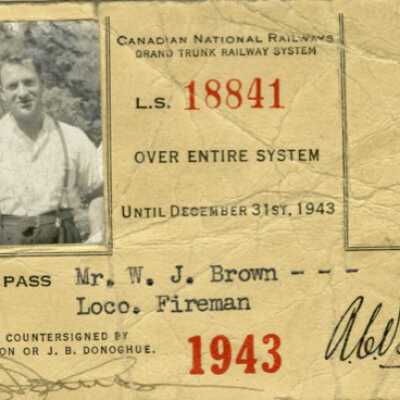 CANADIAN NATIONAL RAILWAYS
GRAND TRUNK RAILWAY SYSTEM
L.S. 18841
OVER ENTIRE SYSTEM
UNTIL DECEMBER 31ST, 1943
PASS Mr. W. J. Brown - - -
Loco. Fireman
COUNTERSIGNED BY
ON OR J. B. DONOGHUE.
1943